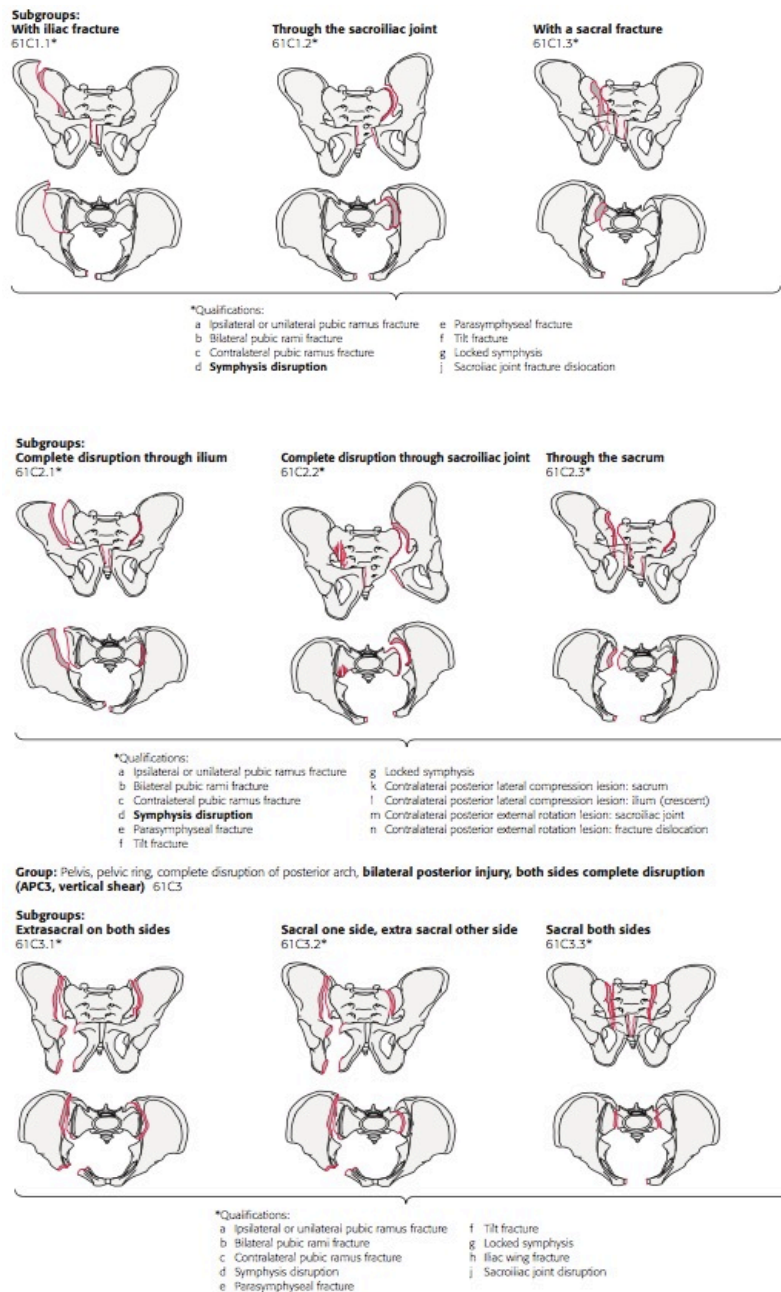 Subgroups:
With iliac fracture
61C1.1*
Through the sacroiliac joint
61C1.2*
With a sacral fracture
61C1.3*
*Qualifications:
a Ipsilateral or unilateral pubic ramus fracture
b Bilateral pubic rami fracture
c Contralateral pubic ramus fracture
d Symphysis disruption
e Parasymphyseal fracture
f Tilt fracture
g Locked symphysis
j Sacroliac joint fracture dislocation
Subgroups:
Complete disruption through ilium
61C2.1*
Complete disruption through sacroiliac joint
61C2.2*
Through the sacrum
61C2.3*
*Qualifications:
a Ipsilateral or unilateral pubic ramus fracture
b Bilateral pubic rami fracture
c Contralateral pubic ramus fracture
d Symphysis disruption
e Parasymphyseal fracture
f Tilt fracture
g Locked symphysis
k Contralateral posterior lateral compression lesion: sacrum
l Contralateral posterior lateral compression lesion: ilium (crescent)
m Contralateral posterior external rotation lesion: sacroiliac joint
n Contralateral posterior external rotation lesion: fracture dislocation
Group: Pelvis, pelvic ring, complete disruption of posterior arch, bilateral posterior injury, both sides complete disruption
(APC3, vertical shear) 61C3
Subgroups:
Extrasacral on both sides
61C3.1*
Sacral one side, extra sacral other side
61C3.2*
Sacral both sides
61C3.3*
*Qualifications:
a Ipsilateral or unilateral pubic ramus fracture
b Bilateral pubic rami fracture
c Contralateral pubic ramus fracture
d Symphysis disruption
e Parasymphyseal fracture
f Tilt fracture
g Locked symphysis
h Iliac wing fracture
j Sacroiliac joint disruption